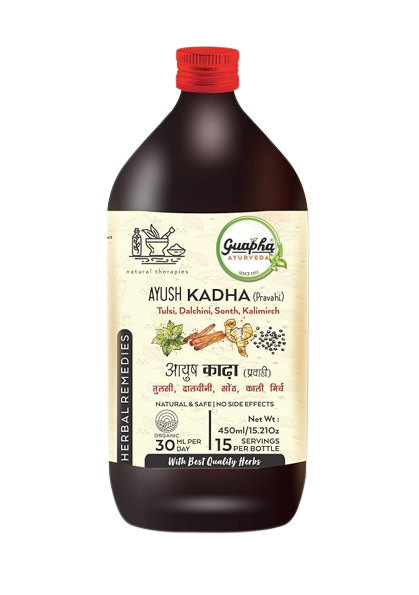 Guapha
AYURVEDA
SINCE 1951
natural therapies
AYUSH KADHA (Pravahi)
Tulsi, Dalchini, Sonth, Kalimirch
आयुष काढ़ा (प्रवाही)
तुलसी, दालचीनी, सोंठ, काली मिर्च
NATURAL & SAFE | NO SIDE EFFECTS
HERBAL REMEDIES
Net Wt :
450ml/15.21Oz
ORGANIC
30 ML PER DAY
15 SERVINGS PER BOTTLE
With Best Quality Herbs